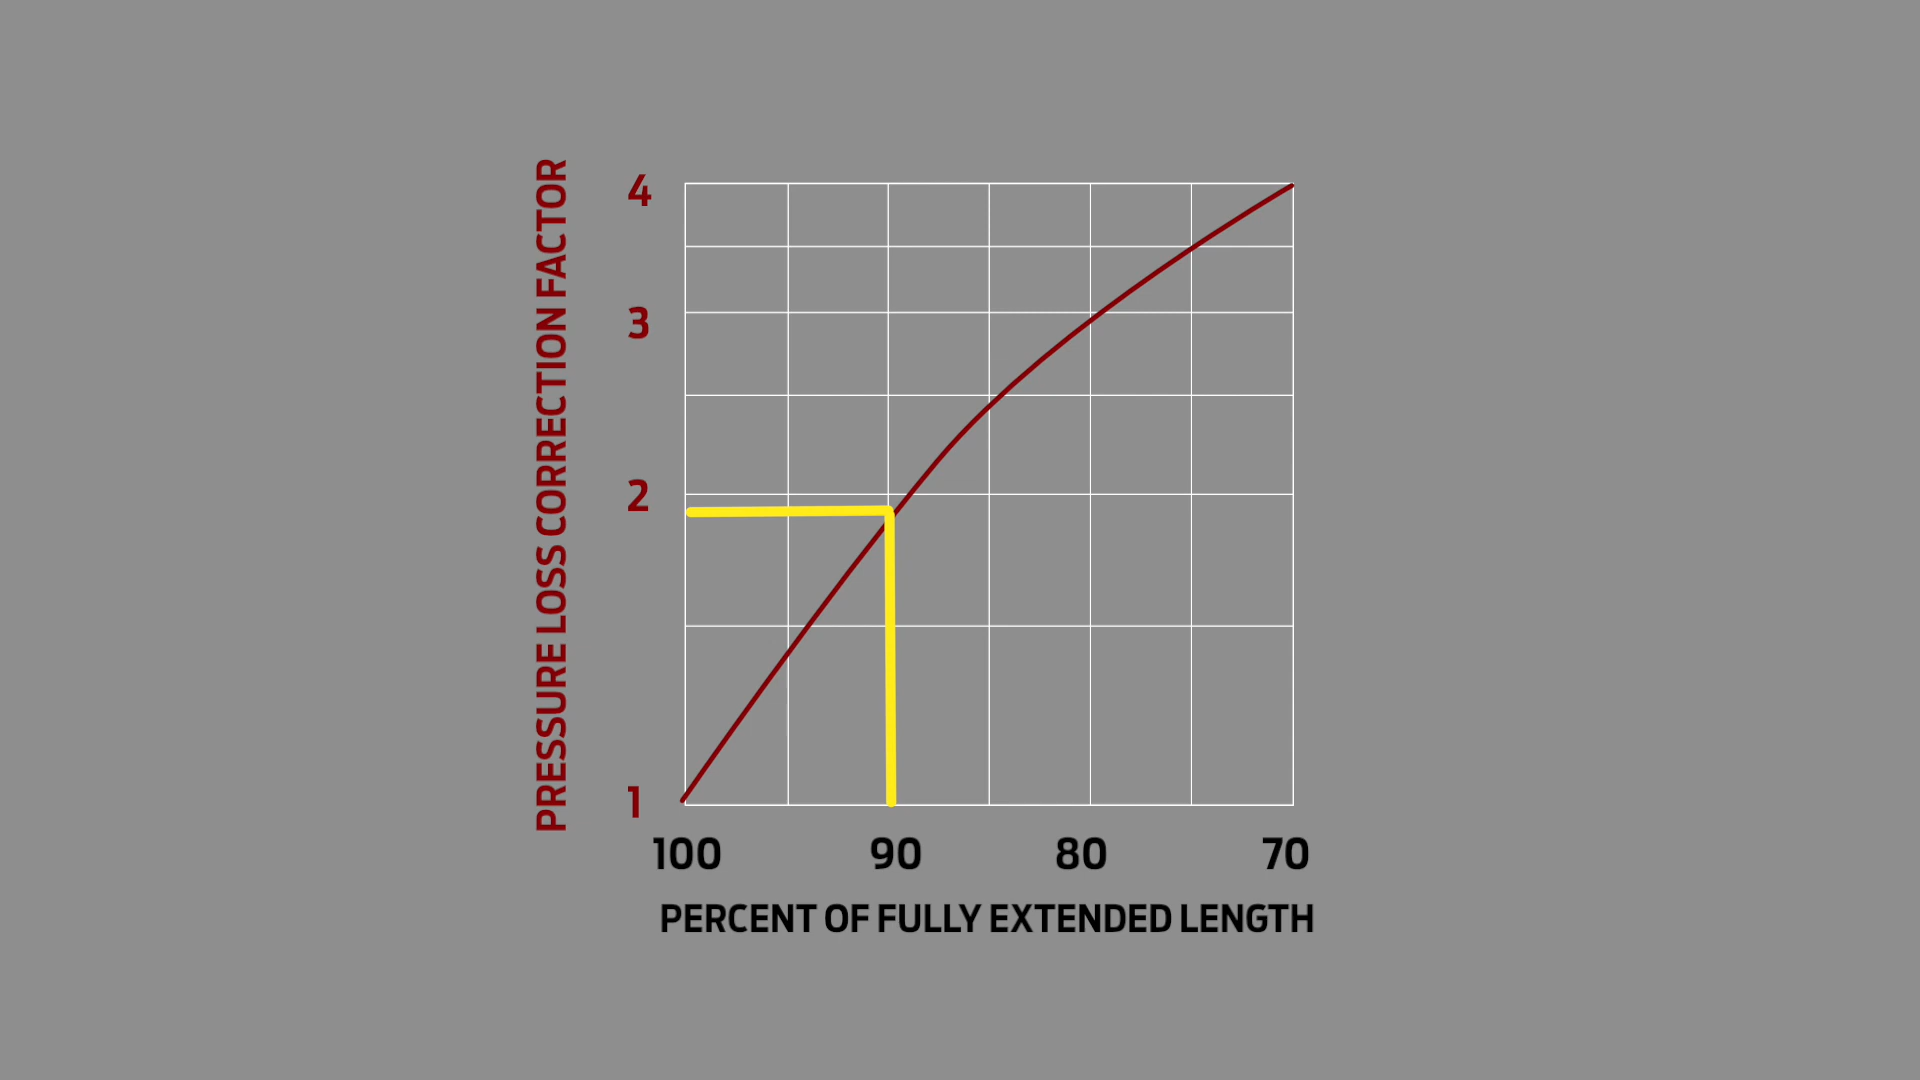 PRESSURE LOSS CORRECTION FACTOR
4
3
2
1
100 90 80 70
PERCENT OF FULLY EXTENDED LENGTH